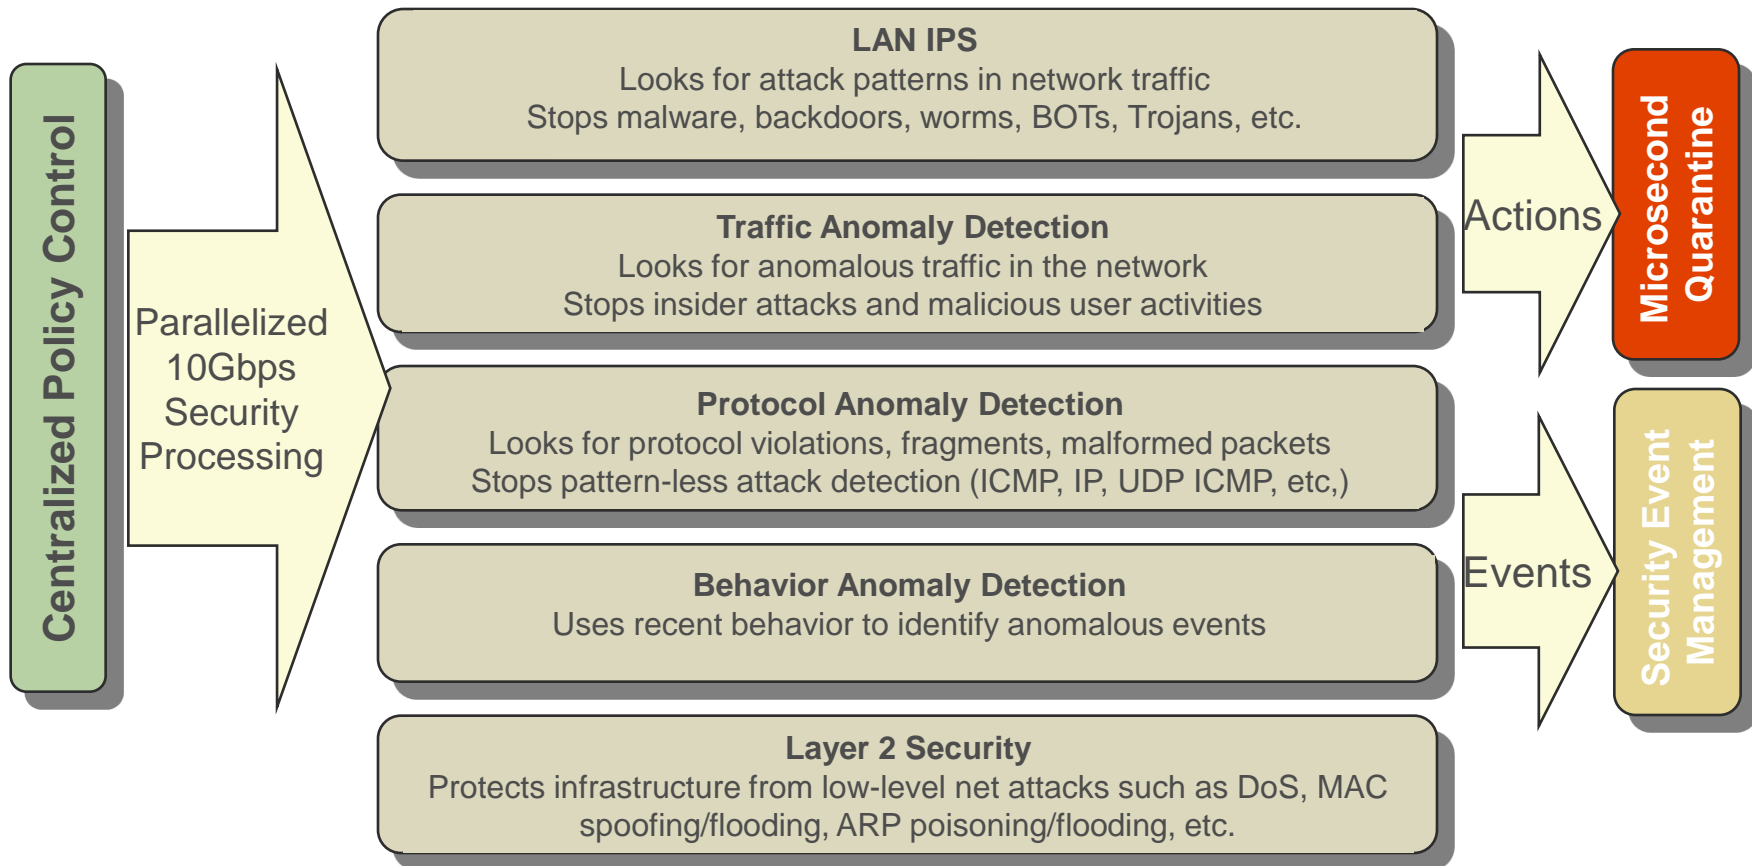 Centralized Policy Control
Parallelized
10Gbps
Security
Processing
LAN IPS
Looks for attack patterns in network traffic
Stops malware, backdoors, worms, BOTs, Trojans, etc.
Traffic Anomaly Detection
Looks for anomalous traffic in the network
Stops insider attacks and malicious user activities
Protocol Anomaly Detection
Looks for protocol violations, fragments, malformed packets
Stops pattern-less attack detection (ICMP, IP, UDP ICMP, etc,)
Behavior Anomaly Detection
Uses recent behavior to identify anomalous events
Layer 2 Security
Protects infrastructure from low-level net attacks such as DoS, MAC
spoofing/flooding, ARP poisoning/flooding, etc.
Actions
Microsecond
Quarantine
Events
Security Event
Management